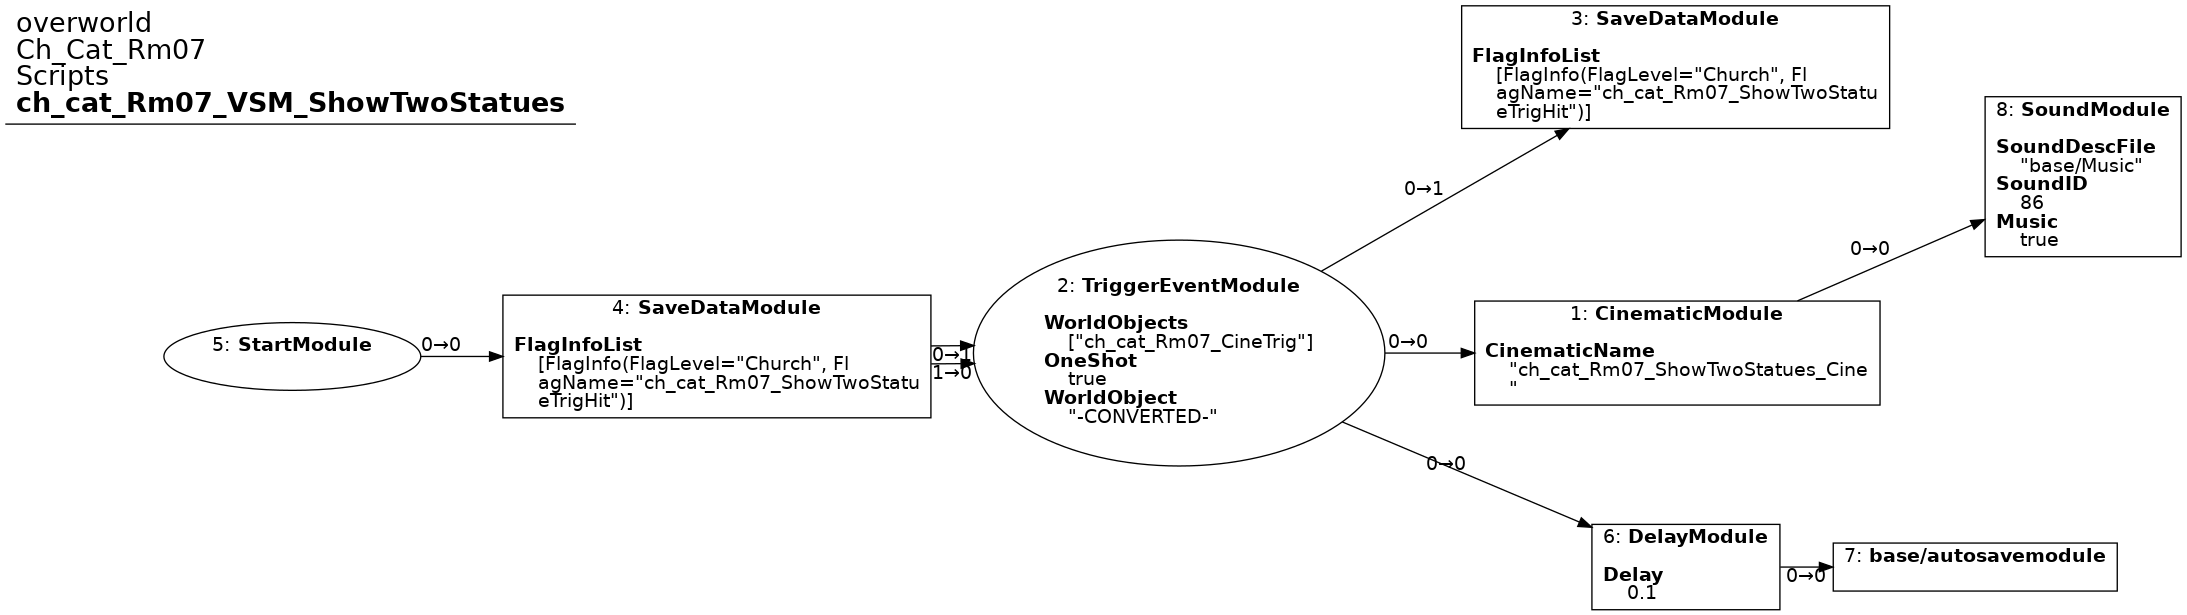 overworld
Ch_Cat_Rm07
Scripts
ch_cat_Rm07_VSM_ShowTwoStatues
5: StartModule
0→0
4: SaveDataModule
FlagInfoList
[FlagInfo(FlagLevel="Church", Fl
agName="ch_cat_Rm07_ShowTwoStatu
eTrigHit")]
0→1
1→0
2: TriggerEventModule
WorldObjects
["ch_cat_Rm07_CineTrig"]
OneShot
true
WorldObject
"-CONVERTED-"
0→1
3: SaveDataModule
FlagInfoList
[FlagInfo(FlagLevel="Church", Fl
agName="ch_cat_Rm07_ShowTwoStatu
eTrigHit")]
0→0
1: CinematicModule
CinematicName
"ch_cat_Rm07_ShowTwoStatues_Cine
"
0→0
8: SoundModule
SoundDescFile
"base/Music"
SoundID
86
Music
true
0→0
6: DelayModule
Delay
0.1
0→0
7: base/autosavemodule